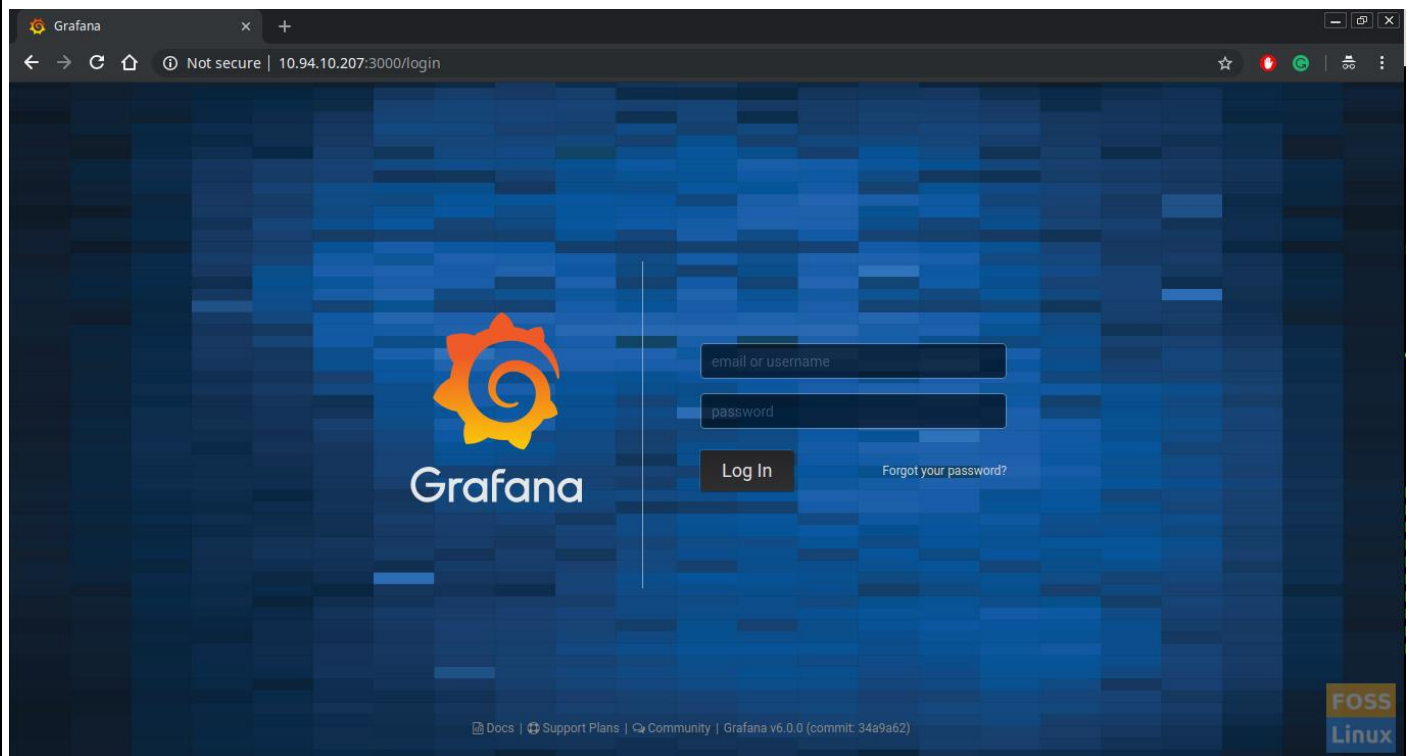 Grafana
Not secure | 10.94.10.207:3000/login
email or username
password
Log In
Forgot your password?
Grafana
Docs | Support Plans | Community | Grafana v6.0.0 (commit: 34a9a62)
FOSS
Linux